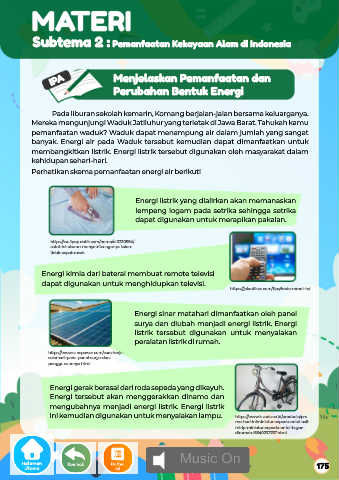 MATERI
Subtema 2 : Pemanfaatan Kekayaan Alam di Indonesia
IPA
Menjelaskan Pemanfaatan dan
Perubahan Bentuk Energi
Pada liburan sekolah kemarin, Komang berjalan-jalan bersama keluarganya.
Mereka mengunjungi Waduk Jatiluhur yang terletak di Jawa Barat. Tahukah kamu
pemanfaatan waduk? Waduk dapat menampung air dalam jumlah yang sangat
banyak. Energi air pada Waduk tersebut kemudian dapat dimanfaatkan untuk
membangkitkan listrik. Energi listrik tersebut digunakan oleh masyarakat dalam
kehidupan sehari-hari.
Perhatikan skema pemanfaatan energi air berikut!
Energi listrik yang dialirkan akan memanaskan
lempeng logam pada setrika sehingga setrika
dapat digunakan untuk merapikan pakaian.
Energi kimia dari baterai membuat remote televisi
dapat digunakan untuk menghidupkan televisi.
Energi sinar matahari dimanfaatkan oleh panel
surya dan diubah menjadi energi listrik. Energi
listrik tersebut digunakan untuk menyalakan
peralatan listrik di rumah.
Energi gerak berasal dari roda sepeda yang dikayuh.
Energi tersebut akan menggerakkan dinamo dan
mengubahnya menjadi energi listrik. Energi listrik
ini kemudian digunakan untuk menyalakan lampu.
Halaman
Utama
Music On
175